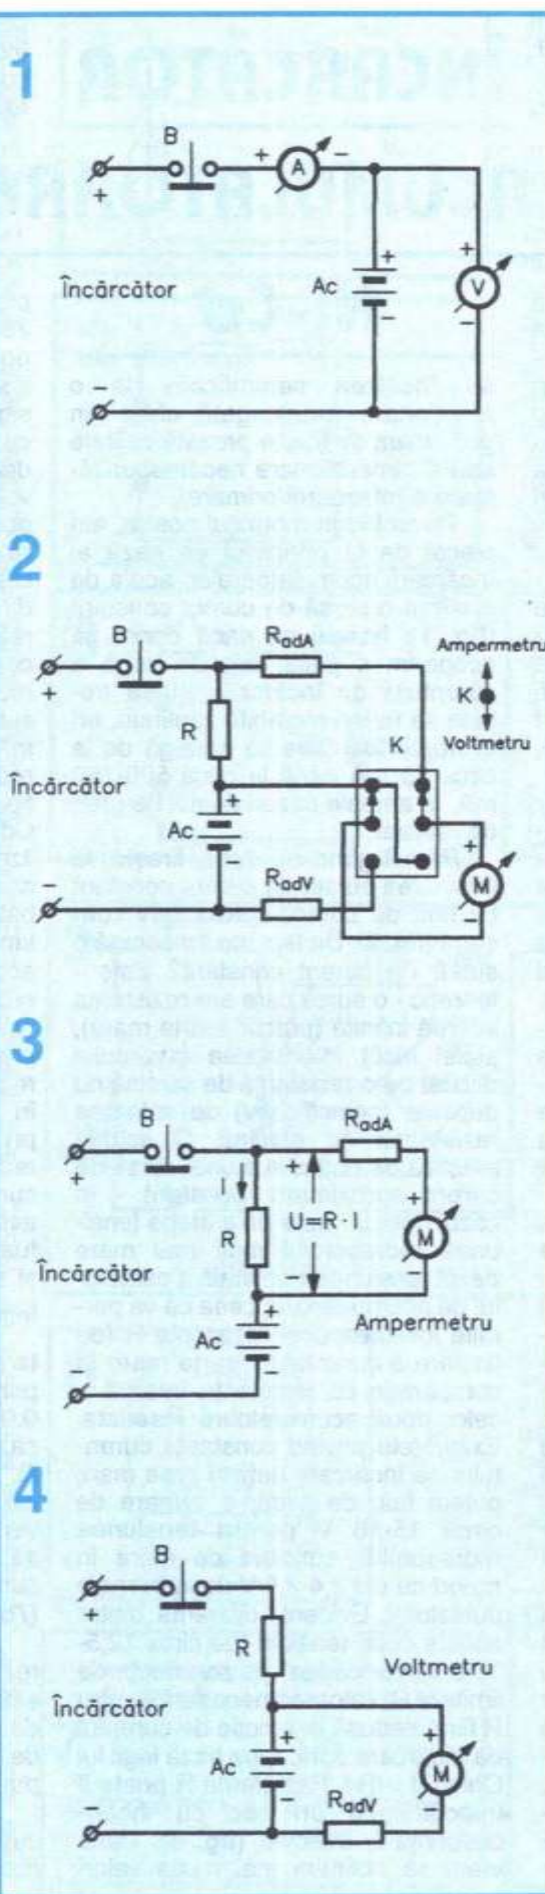 1
B
+ A −
+
+ +
Încărcător Ac V
− −
−
2
B RadA Ampermetru
+ K
R K Voltmetru
Încărcător +
Ac +
− M
− RadV −
3
B RadA
+ + +
I
R U=R·I M
Încărcător − −
+ Ampermetru
Ac
− −
4
B
+
R Voltmetru
Încărcător + +
Ac M
− −
− RadV